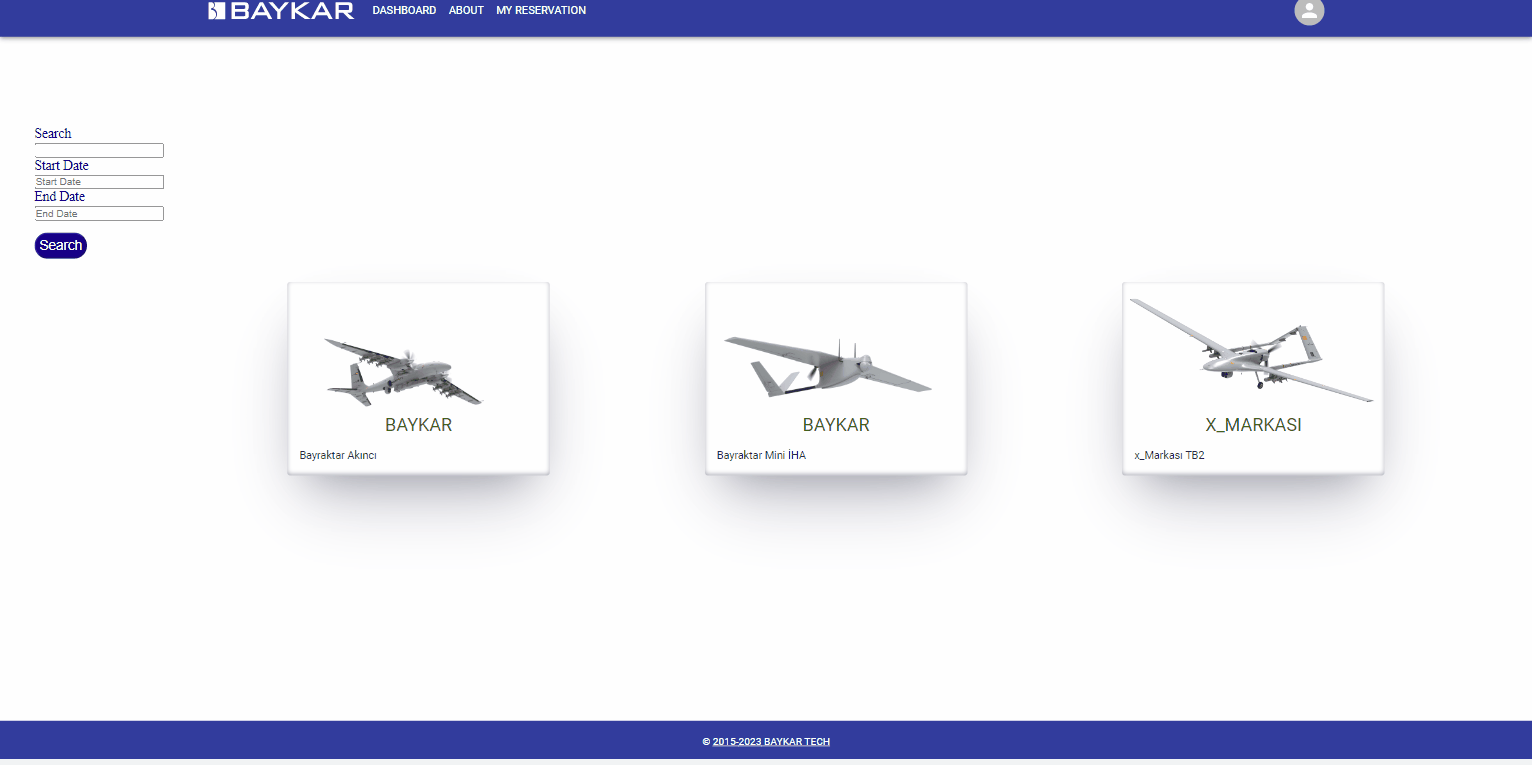 BAYKAR DASHBOARD ABOUT MY RESERVATION
Search
Start Date
Start Date
End Date
End Date
Search
BAYKAR
Bayraktar Akıncı
BAYKAR
Bayraktar Mini IHA
X_MARKASI
x_Markası TB2
© 2015-2023 BAYKAR TECH